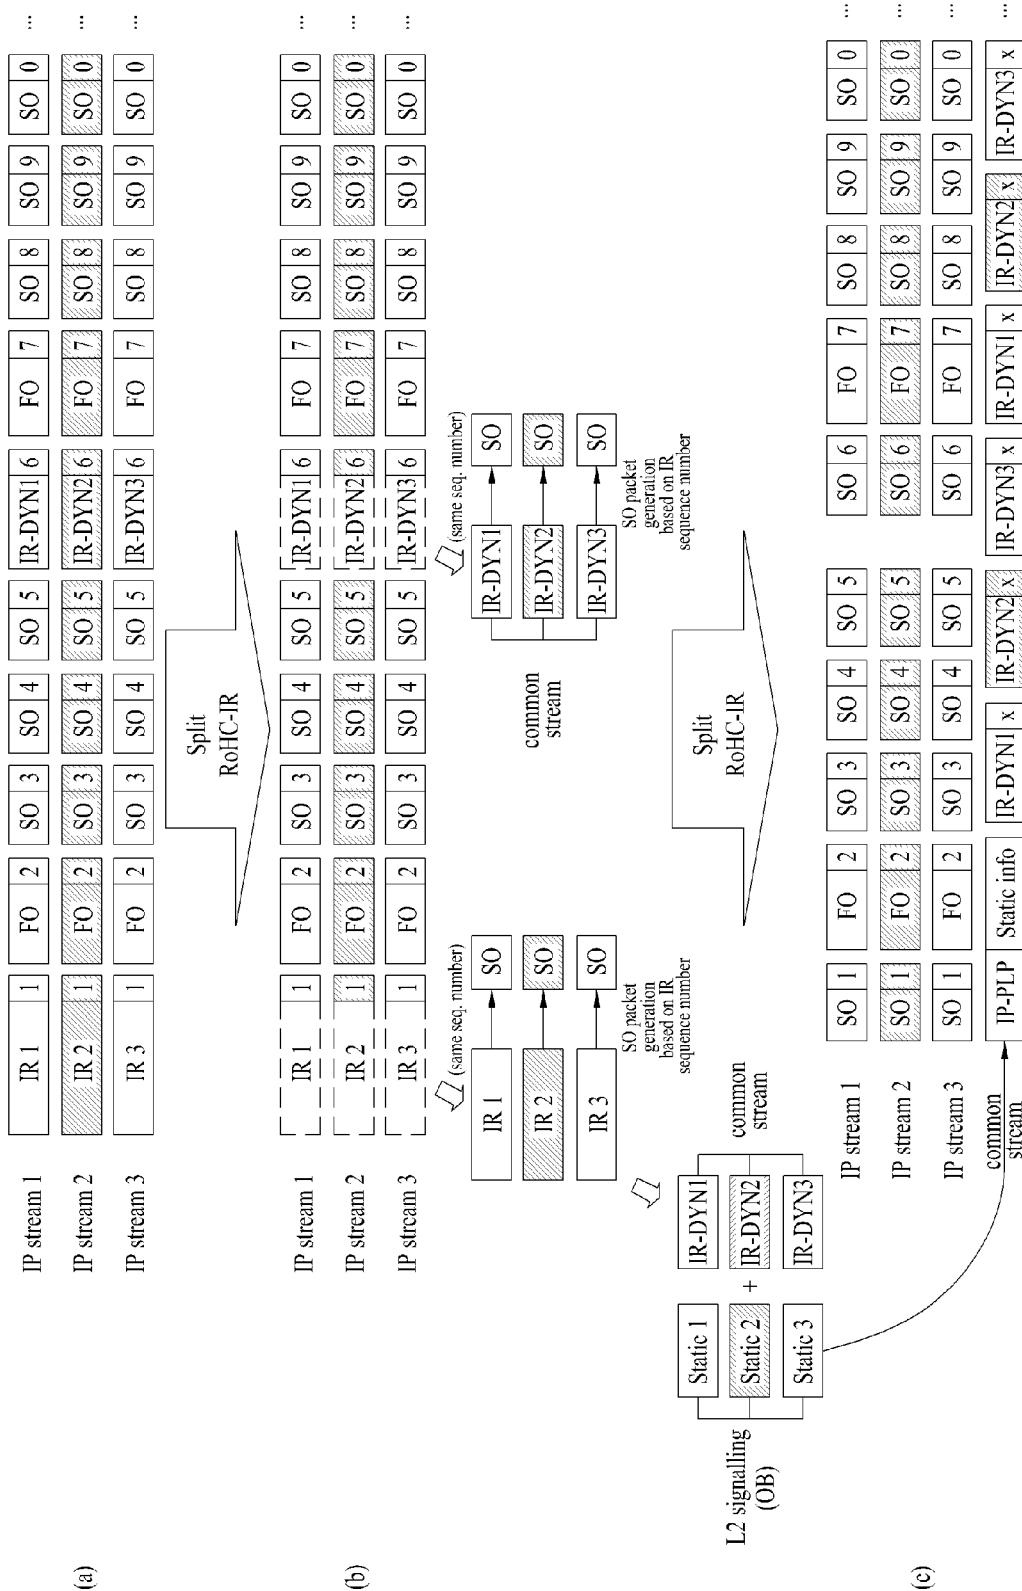 (a)
IP stream 1 IR 1 1 FO 2 SO 3 SO 4 SO 5 IR-DYN1 6 FO 7 SO 8 SO 9 SO 0 ...
IP stream 2 IR 2 1 FO 2 SO 3 SO 4 SO 5 IR-DYN2 6 FO 7 SO 8 SO 9 SO 0 ...
IP stream 3 IR 3 1 FO 2 SO 3 SO 4 SO 5 IR-DYN3 6 FO 7 SO 8 SO 9 SO 0 ...
Split
RoHC-IR
(b)
IP stream 1 IR 1 1 FO 2 SO 3 SO 4 SO 5 IR-DYN1 6 FO 7 SO 8 SO 9 SO 0 ...
IP stream 2 IR 2 1 FO 2 SO 3 SO 4 SO 5 IR-DYN2 6 FO 7 SO 8 SO 9 SO 0 ...
IP stream 3 IR 3 1 FO 2 SO 3 SO 4 SO 5 IR-DYN3 6 FO 7 SO 8 SO 9 SO 0 ...
(same seq. number)
IR 1 SO
IR 2 SO
IR 3 SO
SO packet
generation
based on IR
sequence number
(same seq. number)
common
stream
IR-DYN1 SO
IR-DYN2 SO
IR-DYN3 SO
SO packet
generation
based on IR
sequence number
L2 signalling
(OB)
Static 1 IR-DYN1
Static 2 + IR-DYN2
Static 3 IR-DYN3
common
stream
Split
RoHC-IR
(c)
IP stream 1 SO 1 FO 2 SO 3 SO 4 SO 5 SO 6 FO 7 SO 8 SO 9 SO 0 ...
IP stream 2 SO 1 FO 2 SO 3 SO 4 SO 5 SO 6 FO 7 SO 8 SO 9 SO 0 ...
IP stream 3 SO 1 FO 2 SO 3 SO 4 SO 5 SO 6 FO 7 SO 8 SO 9 SO 0 ...
common
stream
IP-PLP Static info IR-DYN1 x IR-DYN2 x IR-DYN3 x IR-DYN1 x IR-DYN2 x IR-DYN3 x ...